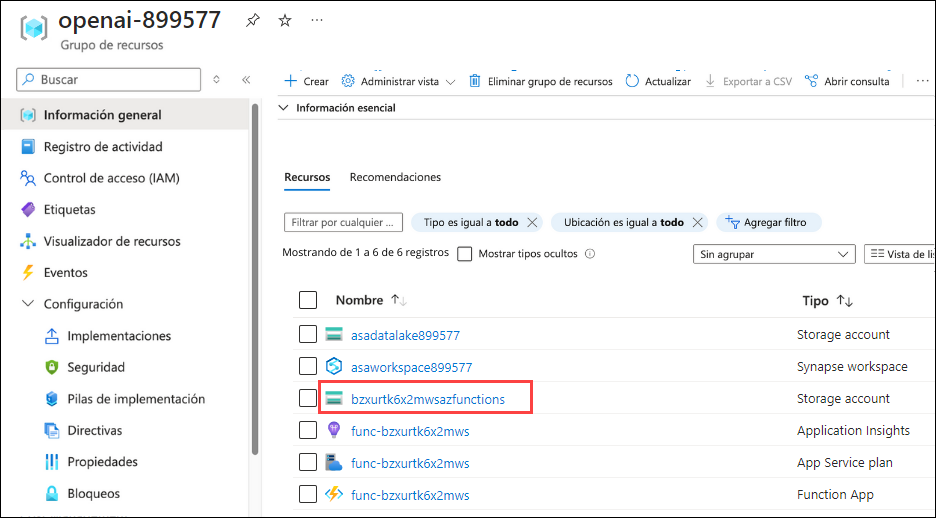 openai-899577
Grupo de recursos
Buscar
Información general
Registro de actividad
Control de acceso (IAM)
Etiquetas
Visualizador de recursos
Eventos
Configuración
Implementaciones
Seguridad
Pilas de implementación
Directivas
Propiedades
Bloqueos
Crear Administrar vista Eliminar grupo de recursos Actualizar Exportar a CSV Abrir consulta
Información esencial
Recursos Recomendaciones
Filtrar por cualquier ... Tipo es igual a todo Ubicación es igual a todo Agregar filtro
Mostrando de 1 a 6 de 6 registros Mostrar tipos ocultos Sin agrupar Vista de
Nombre Tipo
asadatalake899577 Storage account
asaworkspace899577 Synapse workspace
bzxurtk6x2mwsazfunctions Storage account
func-bzxurtk6x2mws Application Insights
func-bzxurtk6x2mws App Service plan
func-bzxurtk6x2mws Function App